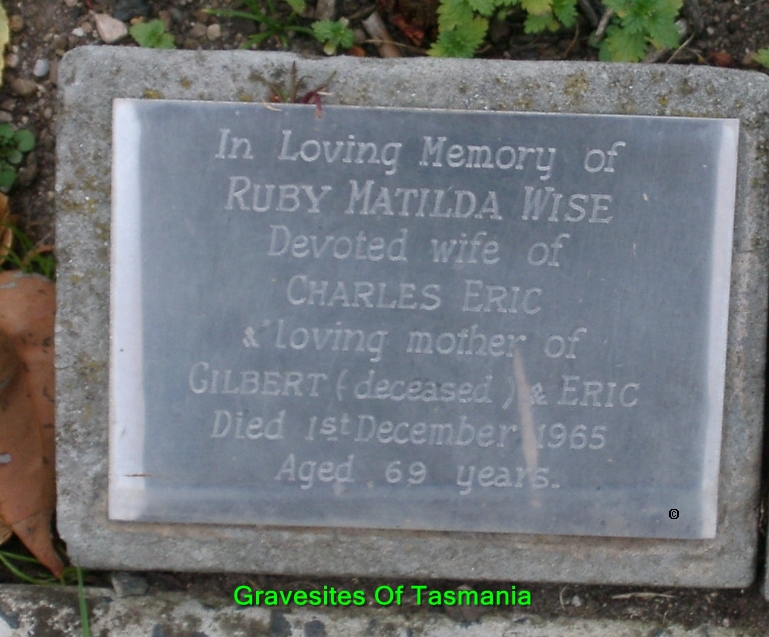 In Loving Memory of
RUBY MATILDA WISE
Devoted wife of
CHARLES ERIC
& loving mother of
GILBERT (deceased) & ERIC
Died 1st December 1965
Aged 69 years.
©
Gravesites Of Tasmania